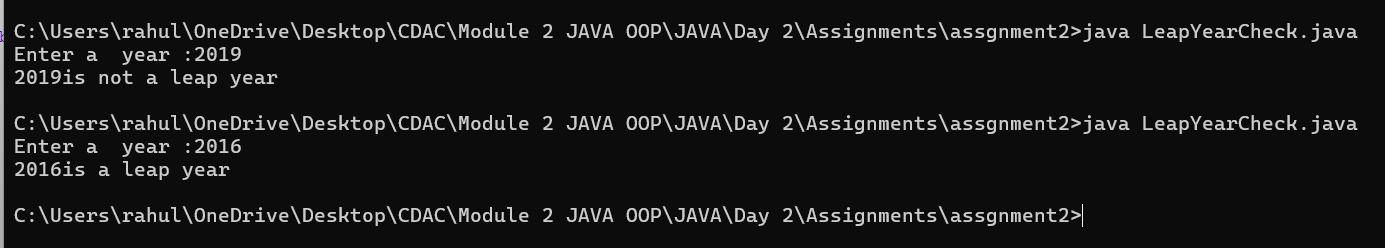 C:\Users\rahul\OneDrive\Desktop\CDAC\Module 2 JAVA OOP\JAVA\Day 2\Assignments\assgnment2>java LeapYearCheck.java
Enter a  year :2019
2019is not a leap year
C:\Users\rahul\OneDrive\Desktop\CDAC\Module 2 JAVA OOP\JAVA\Day 2\Assignments\assgnment2>java LeapYearCheck.java
Enter a  year :2016
2016is a leap year
C:\Users\rahul\OneDrive\Desktop\CDAC\Module 2 JAVA OOP\JAVA\Day 2\Assignments\assgnment2>